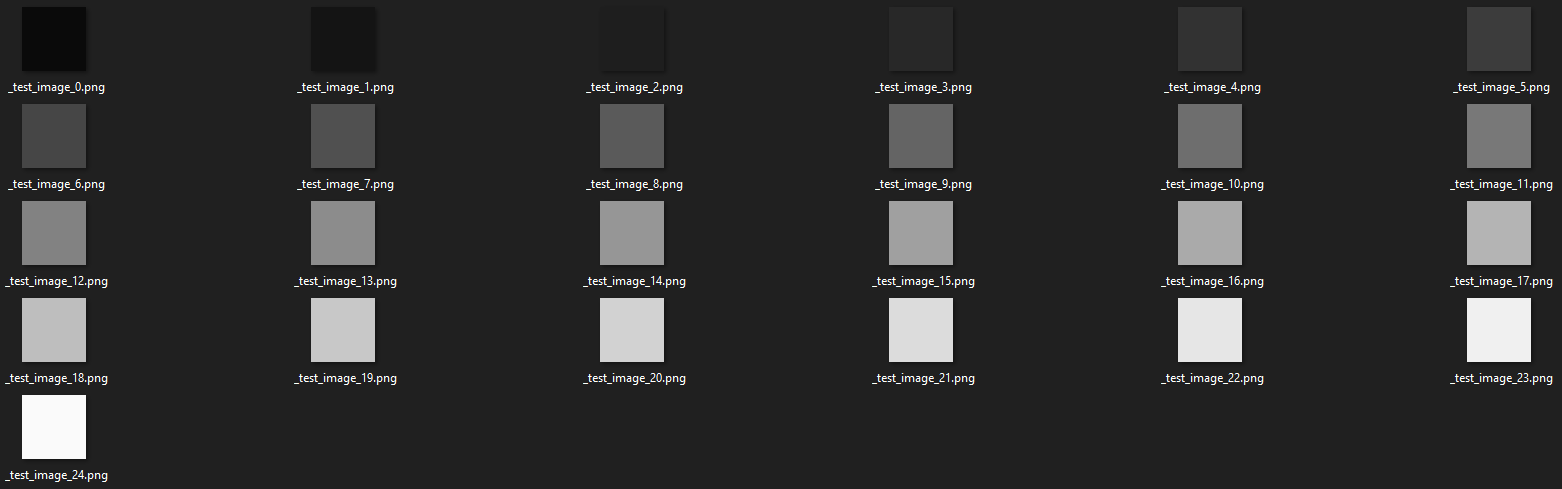 _test_image_0.png _test_image_1.png _test_image_2.png _test_image_3.png _test_image_4.png _test_image_5.png
_test_image_6.png _test_image_7.png _test_image_8.png _test_image_9.png _test_image_10.png _test_image_11.png
_test_image_12.png _test_image_13.png _test_image_14.png _test_image_15.png _test_image_16.png _test_image_17.png
_test_image_18.png _test_image_19.png _test_image_20.png _test_image_21.png _test_image_22.png _test_image_23.png
_test_image_24.png